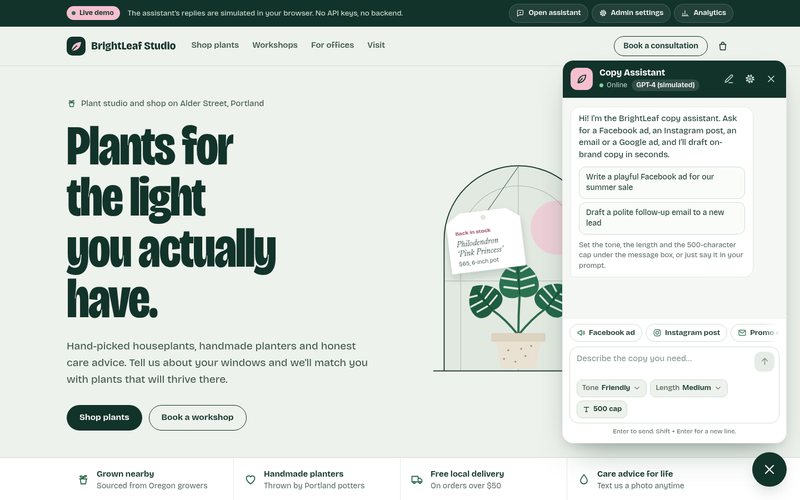 Live demo
The assistant's replies are simulated in your browser. No API keys, no backend.
Open assistant
Admin settings
Analytics
BrightLeaf Studio
Shop plants
Workshops
For offices
Visit
Book a consultation
Plant studio and shop on Alder Street, Portland
Plants for
the light
you actually
have.
Hand-picked houseplants, handmade planters and honest
care advice. Tell us about your windows and we'll match you
with plants that will thrive there.
Shop plants
Book a workshop
Back in stock
Philodendron
'Pink Princess'
$65, 6-inch pot
Copy Assistant
Online
GPT-4 (simulated)
Hi! I'm the BrightLeaf copy assistant. Ask
for a Facebook ad, an Instagram post, an
email or a Google ad, and I'll draft on-
brand copy in seconds.
Write a playful Facebook ad for our
summer sale
Draft a polite follow-up email to a new
lead
Set the tone, the length and the 500-character
cap under the message box, or just say it in your
prompt.
Facebook ad
Instagram post
Promo
Describe the copy you need...
Tone Friendly
Length Medium
500 cap
Enter to send. Shift + Enter for a new line.
Grown nearby
Sourced from Oregon growers
Handmade planters
Thrown by Portland potters
Free local delivery
On orders over $50
Care advice for life
Text us a photo anytime